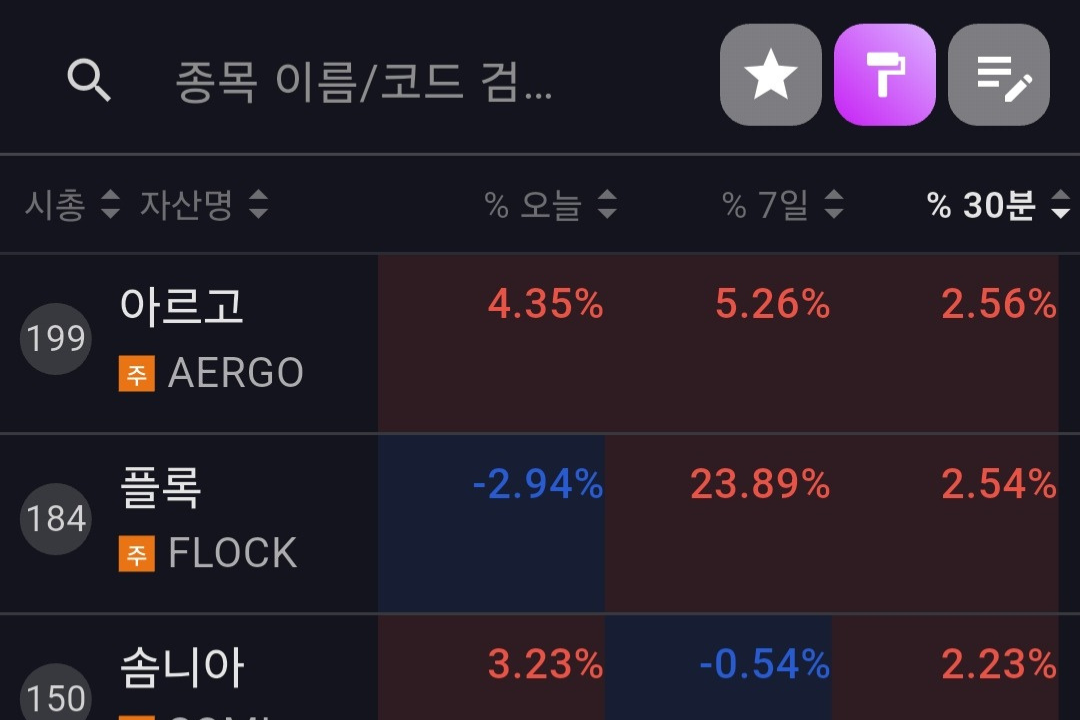 종목 이름/코드 검...
시총 자산명 % 오늘 % 7일 % 30분
199 아르고 4.35% 5.26% 2.56%
주 AERGO
184 플록 -2.94% 23.89% 2.54%
주 FLOCK
150 솜니아 3.23% -0.54% 2.23%